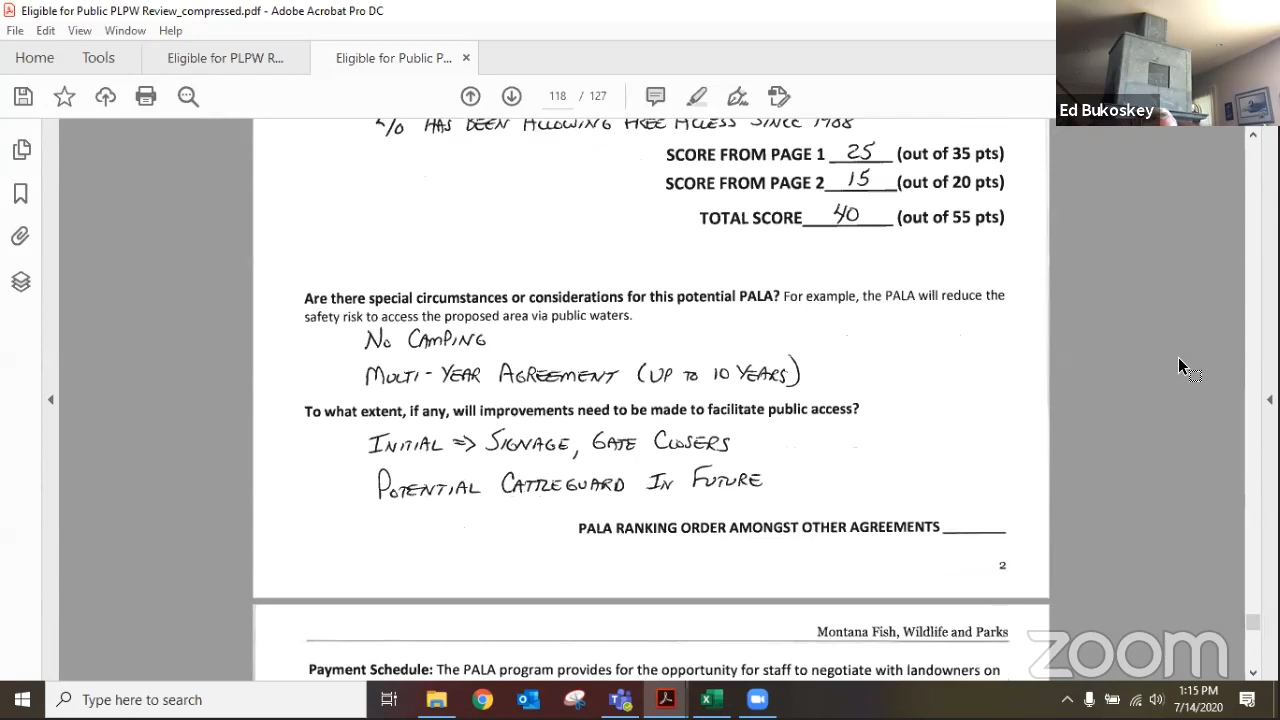 Eligible for Public PLPW Review_compressed.pdf - Adobe Acrobat Pro DC
File Edit View Window Help
Home Tools Eligible for PLPW R... Eligible for Public P... ×
118 / 127
Ed Bukoskey
HAS BEEN ALLOWING FREE ACCESS SINCE 1988
SCORE FROM PAGE 1 25 (out of 35 pts)
SCORE FROM PAGE 2 15 (out of 20 pts)
TOTAL SCORE 40 (out of 55 pts)
Are there special circumstances or considerations for this potential PALA? For example, the PALA will reduce the
safety risk to access the proposed area via public waters.
NO CAMPING
MULTI-YEAR AGREEMENT (UP TO 10 YEARS)
To what extent, if any, will improvements need to be made to facilitate public access?
INITIAL => SIGNAGE, GATE CLOSERS
POTENTIAL CATTLEGUARD IN FUTURE
PALA RANKING ORDER AMONGST OTHER AGREEMENTS ______
2
Montana Fish, Wildlife and Parks
Payment Schedule: The PALA program provides for the opportunity for staff to negotiate with landowners on
zoom
Type here to search
1:15 PM
7/14/2020